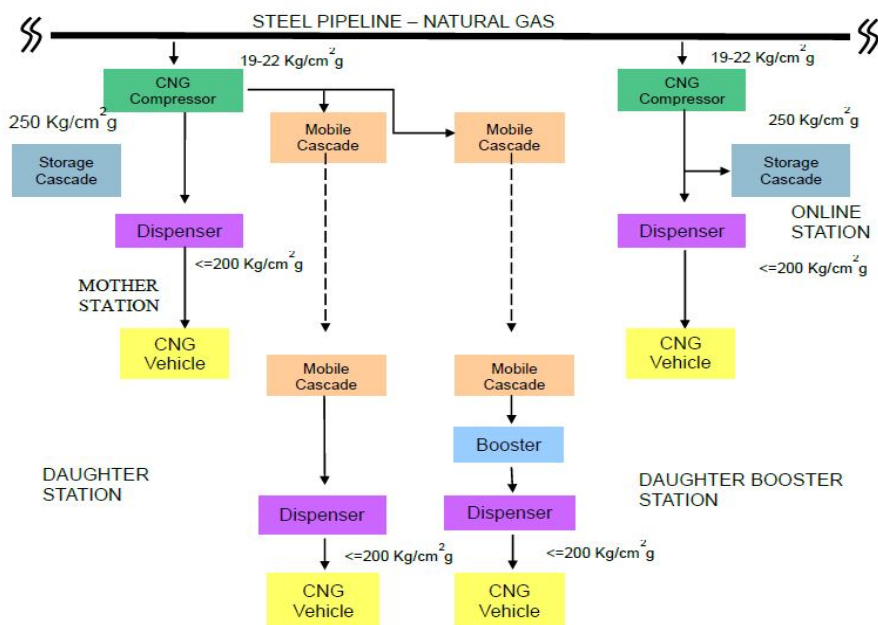 STEEL PIPELINE – NATURAL GAS
19-22 Kg/cm²g
19-22 Kg/cm²g
CNG
Compressor
CNG
Compressor
250 Kg/cm²g
Mobile
Cascade
Mobile
Cascade
250 Kg/cm²g
Storage
Cascade
Storage
Cascade
Dispenser
Dispenser
ONLINE
STATION
<=200 Kg/cm²g
<=200 Kg/cm²g
MOTHER
STATION
CNG
Vehicle
CNG
Vehicle
Mobile
Cascade
Mobile
Cascade
Booster
DAUGHTER
STATION
DAUGHTER BOOSTER
STATION
Dispenser
Dispenser
<=200 Kg/cm²g
<=200 Kg/cm²g
CNG
Vehicle
CNG
Vehicle